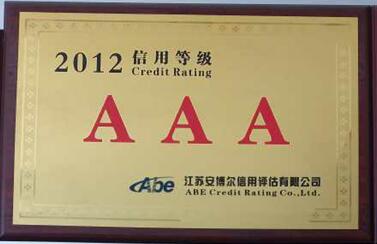 2012 信用等级
Credit Rating
A A A
Abe 江苏安博尔信用评估有限公司
ABE Credit Rating Co.,Ltd.